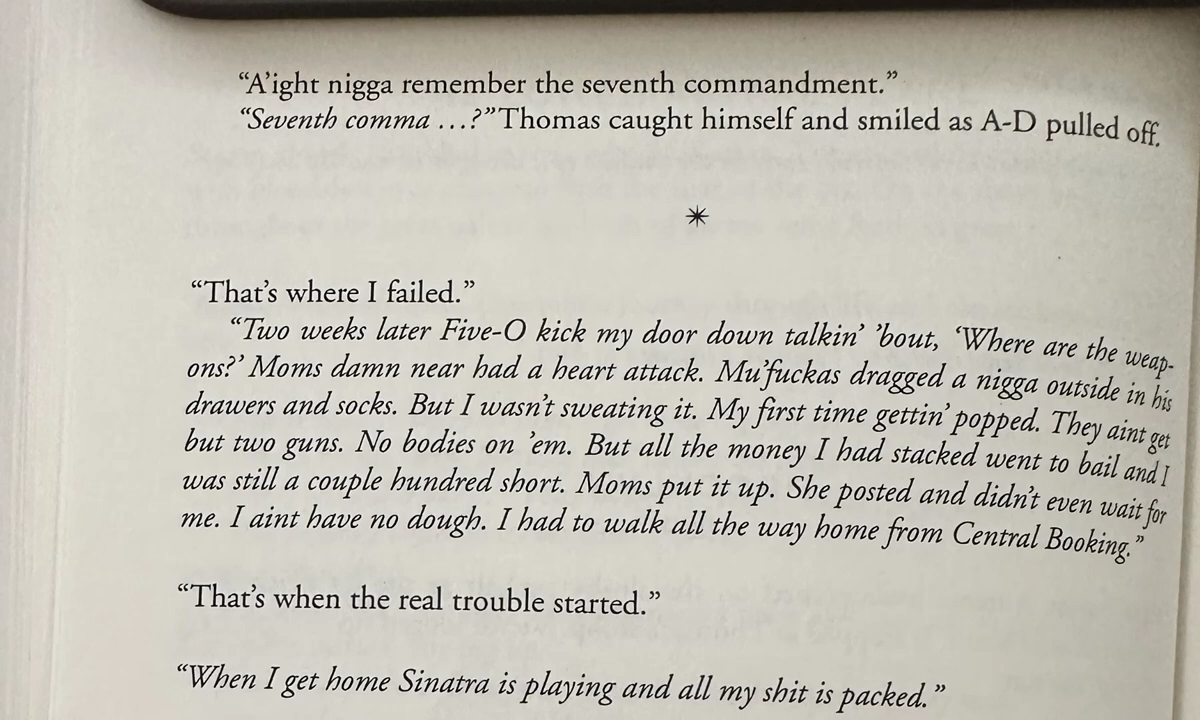 “A’ight nigga remember the seventh commandment.”
“Seventh comma …?” Thomas caught himself and smiled as A-D pulled off.
*
“That’s where I failed.”
“Two weeks later Five-O kick my door down talkin’ ’bout, ‘Where are the weap-
ons?’ Moms damn near had a heart attack. Mu’fuckas dragged a nigga outside in his
drawers and socks. But I wasn’t sweating it. My first time gettin’ popped. They aint get
but two guns. No bodies on ’em. But all the money I had stacked went to bail and I
was still a couple hundred short. Moms put it up. She posted and didn’t even wait for
me. I aint have no dough. I had to walk all the way home from Central Booking.”
“That’s when the real trouble started.”
“When I get home Sinatra is playing and all my shit is packed.”